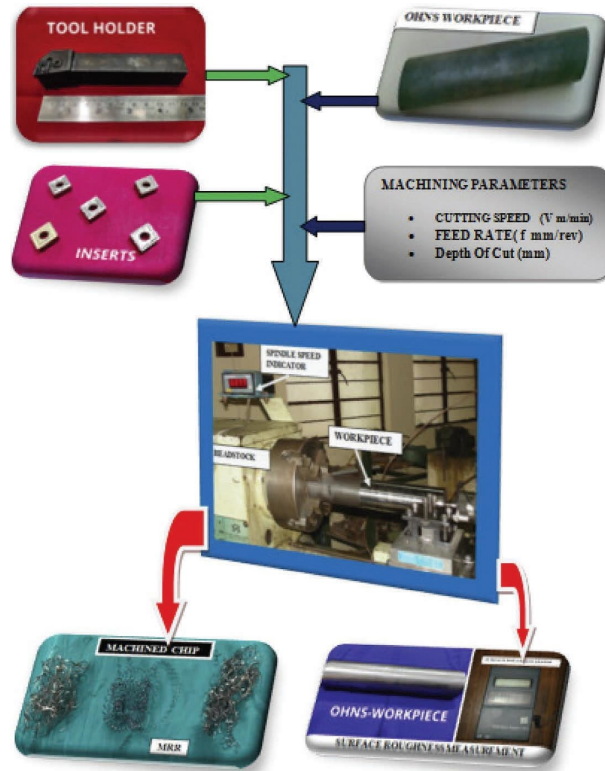 TOOL HOLDER
OHNS WORKPIECE
INSERTS
MACHINING PARAMETERS
• CUTTING SPEED (V m/min)
• FEED RATE( f mm/rev)
• Depth Of Cut (mm)
SPINDLE SPEED
INDICATOR
WORKPIECE
HEADSTOCK
MACHINED CHIP
MRR
OHNS-WORKPIECE
SURFACE ROUGHNESS MEASUREMENT